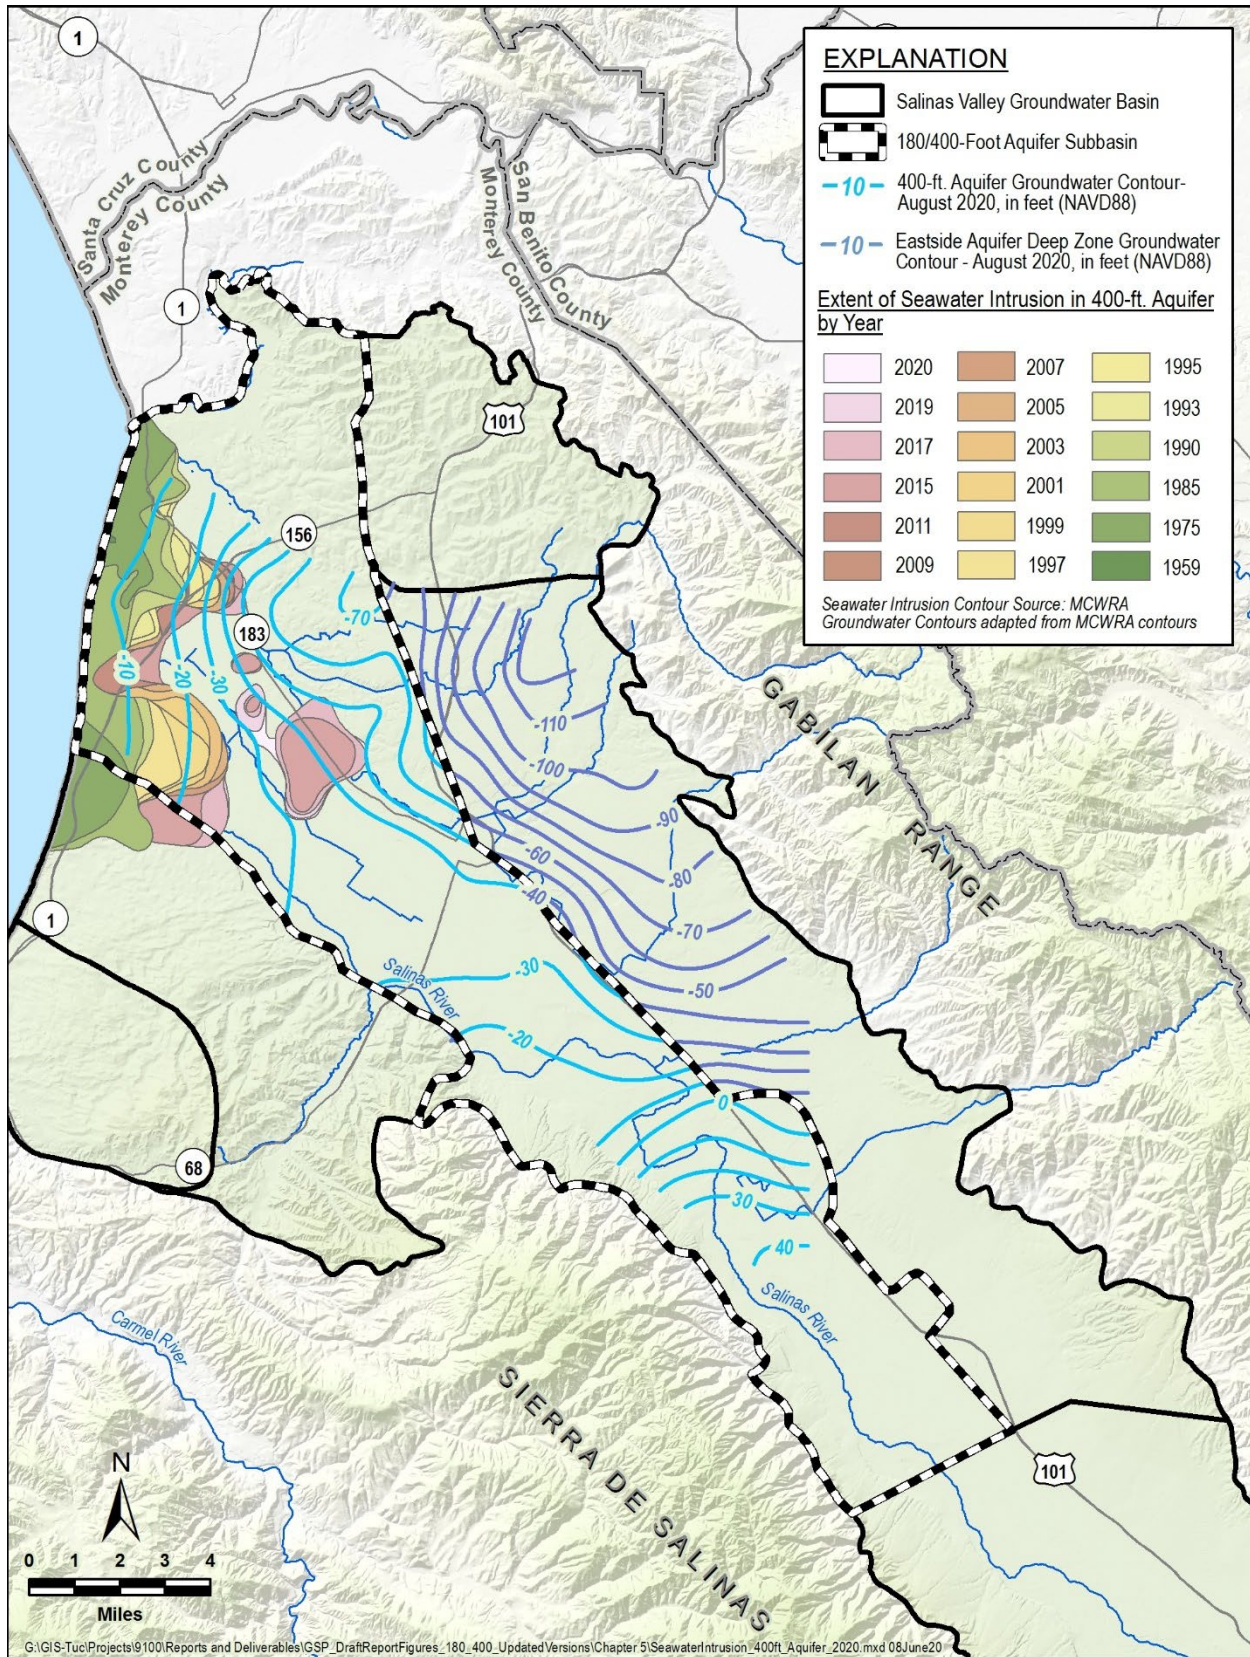 1
EXPLANATION
Salinas Valley Groundwater Basin
180/400-Foot Aquifer Subbasin
10
400-ft. Aquifer Groundwater Contour-
August 2020, in feet (NAVD88)
10
Eastside Aquifer Deep Zone Groundwater
Contour - August 2020, in feet (NAVD88)
Extent of Seawater Intrusion in 400-ft. Aquifer
by Year
2020
2007
1995
2019
2005
1993
2017
2003
1990
2015
2001
1985
2011
1999
1975
2009
1997
1959
Seawater Intrusion Contour Source: MCWRA
Groundwater Contours adapted from MCWRA contours
Santa Cruz County
Monterey County
San Benito County
Monterey County
1
101
156
-70
183
-10
-20
-30
-110
-100
-90
-60
-80
-40
-70
-50
GABILAN RANGE
1
Salinas River
-30
-20
0
68
30
40
Salinas River
Carmel River
SIERRA DE SALINAS
101
N
0 1 2 3 4
Miles
G:\GIS-Tuc\Projects\9100\Reports and Deliverables\GSP_DraftReportFigures_180_400_UpdatedVersions\Chapter 5\SeawaterIntrusion_400ft_Aquifer_2020.mxd 08June20